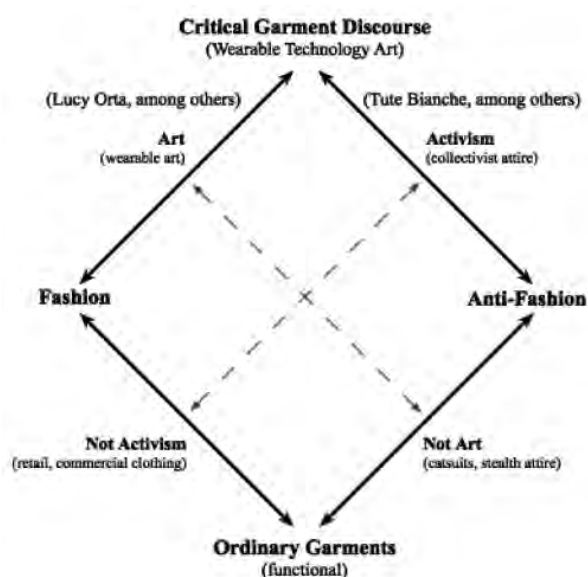 Critical Garment Discourse
(Wearable Technology Art)
(Lucy Orta, among others)
(Tute Bianche, among others)
Art
(wearable art)
Activism
(collectivist attire)
Fashion
Anti-Fashion
Not Activism
(retail, commercial clothing)
Not Art
(catsuits, stealth attire)
Ordinary Garments
(functional)